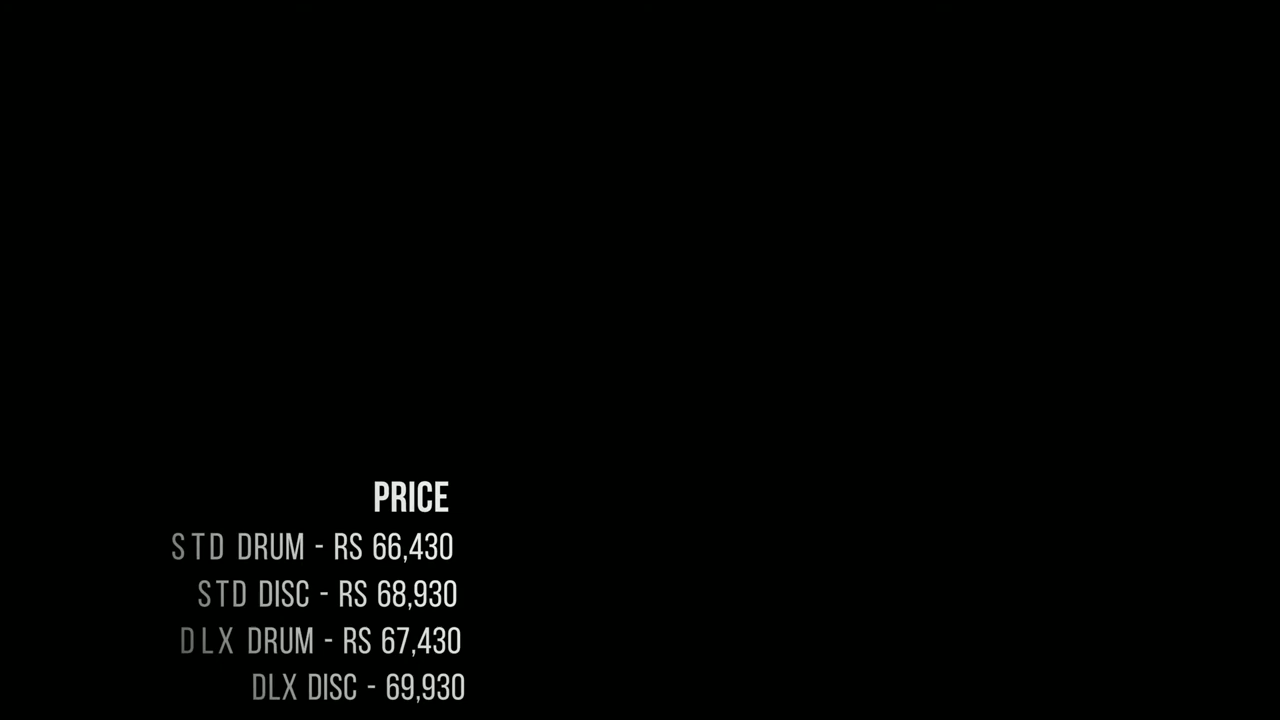 PRICE
STD DRUM - RS 66,430
STD DISC - RS 68,930
DLX DRUM - RS 67,430
DLX DISC - 69,930